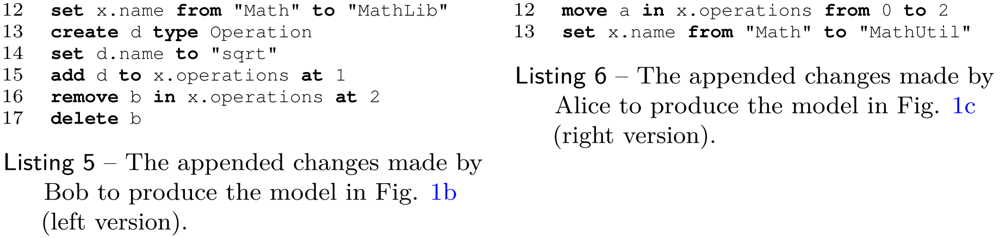 12 set x.name from "Math" to "MathLib"
13 create d type Operation
14 set d.name to "sqrt"
15 add d to x.operations at 1
16 remove b in x.operations at 2
17 delete b
Listing 5 – The appended changes made by
Bob to produce the model in Fig. 1b
(left version).
12 move a in x.operations from 0 to 2
13 set x.name from "Math" to "MathUtil"
Listing 6 – The appended changes made by
Alice to produce the model in Fig. 1c
(right version).